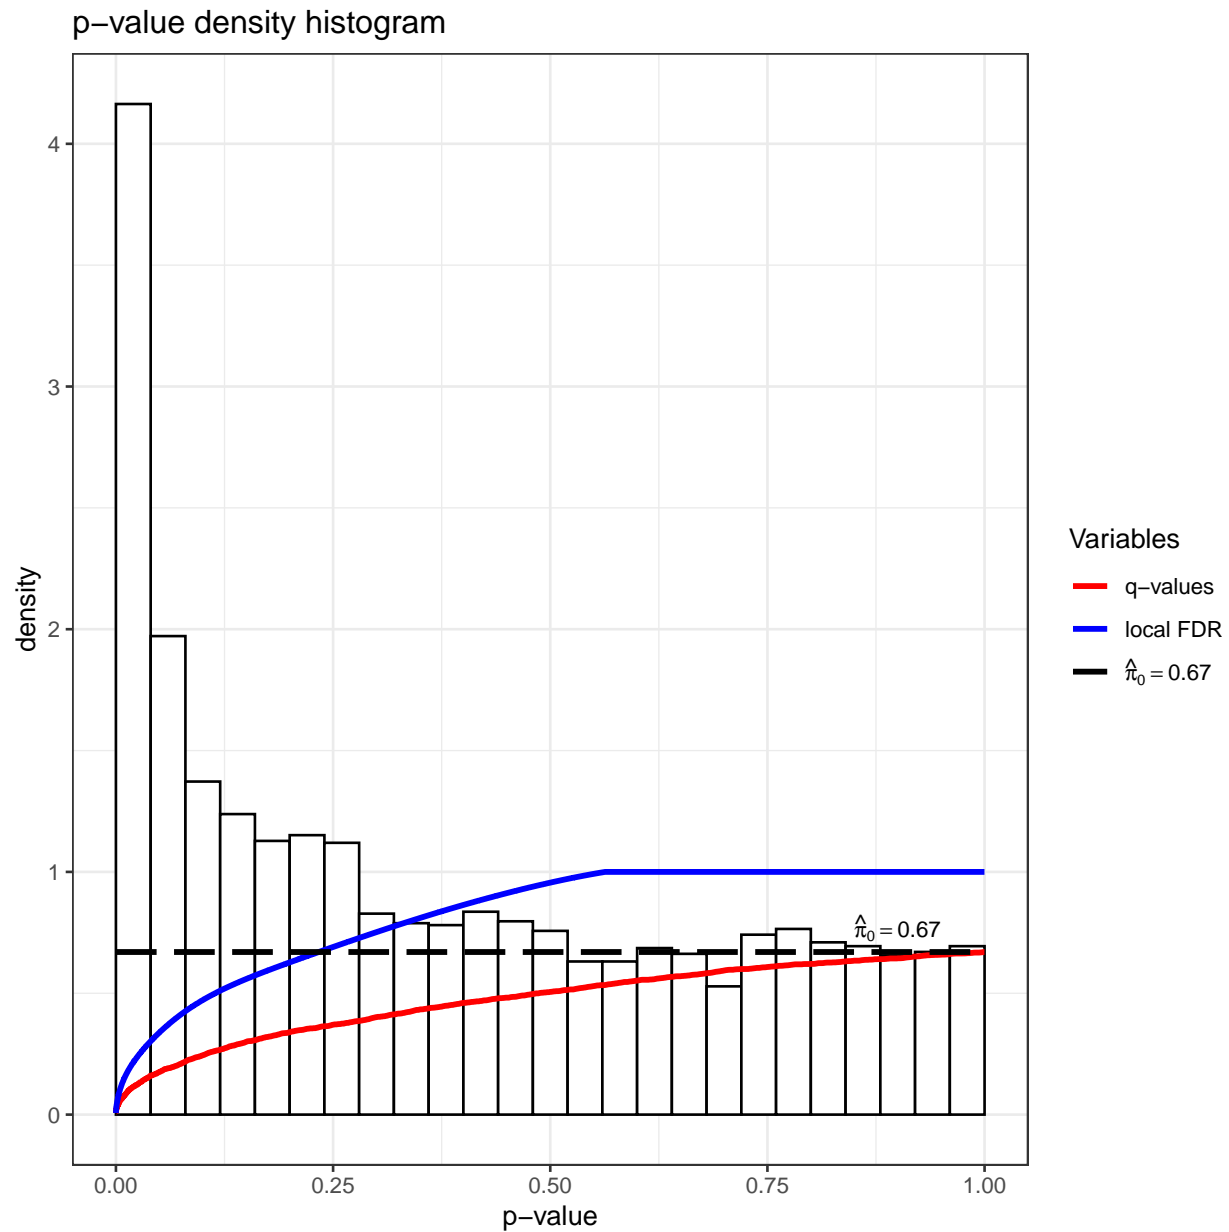 p−value density histogram
4
3
2
1
0
density
0.00 0.25 0.50 0.75 1.00
p−value
π̂₀ = 0.67
Variables
q−values
local FDR
π̂₀ = 0.67